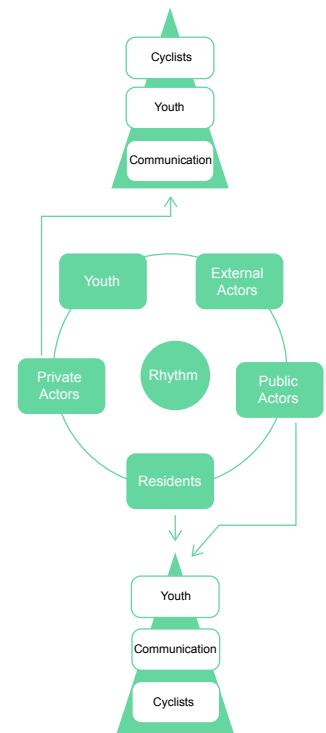 Cyclists
Youth
Communication
Youth
External
Actors
Private
Actors
Rhythm
Public
Actors
Residents
Youth
Communication
Cyclists